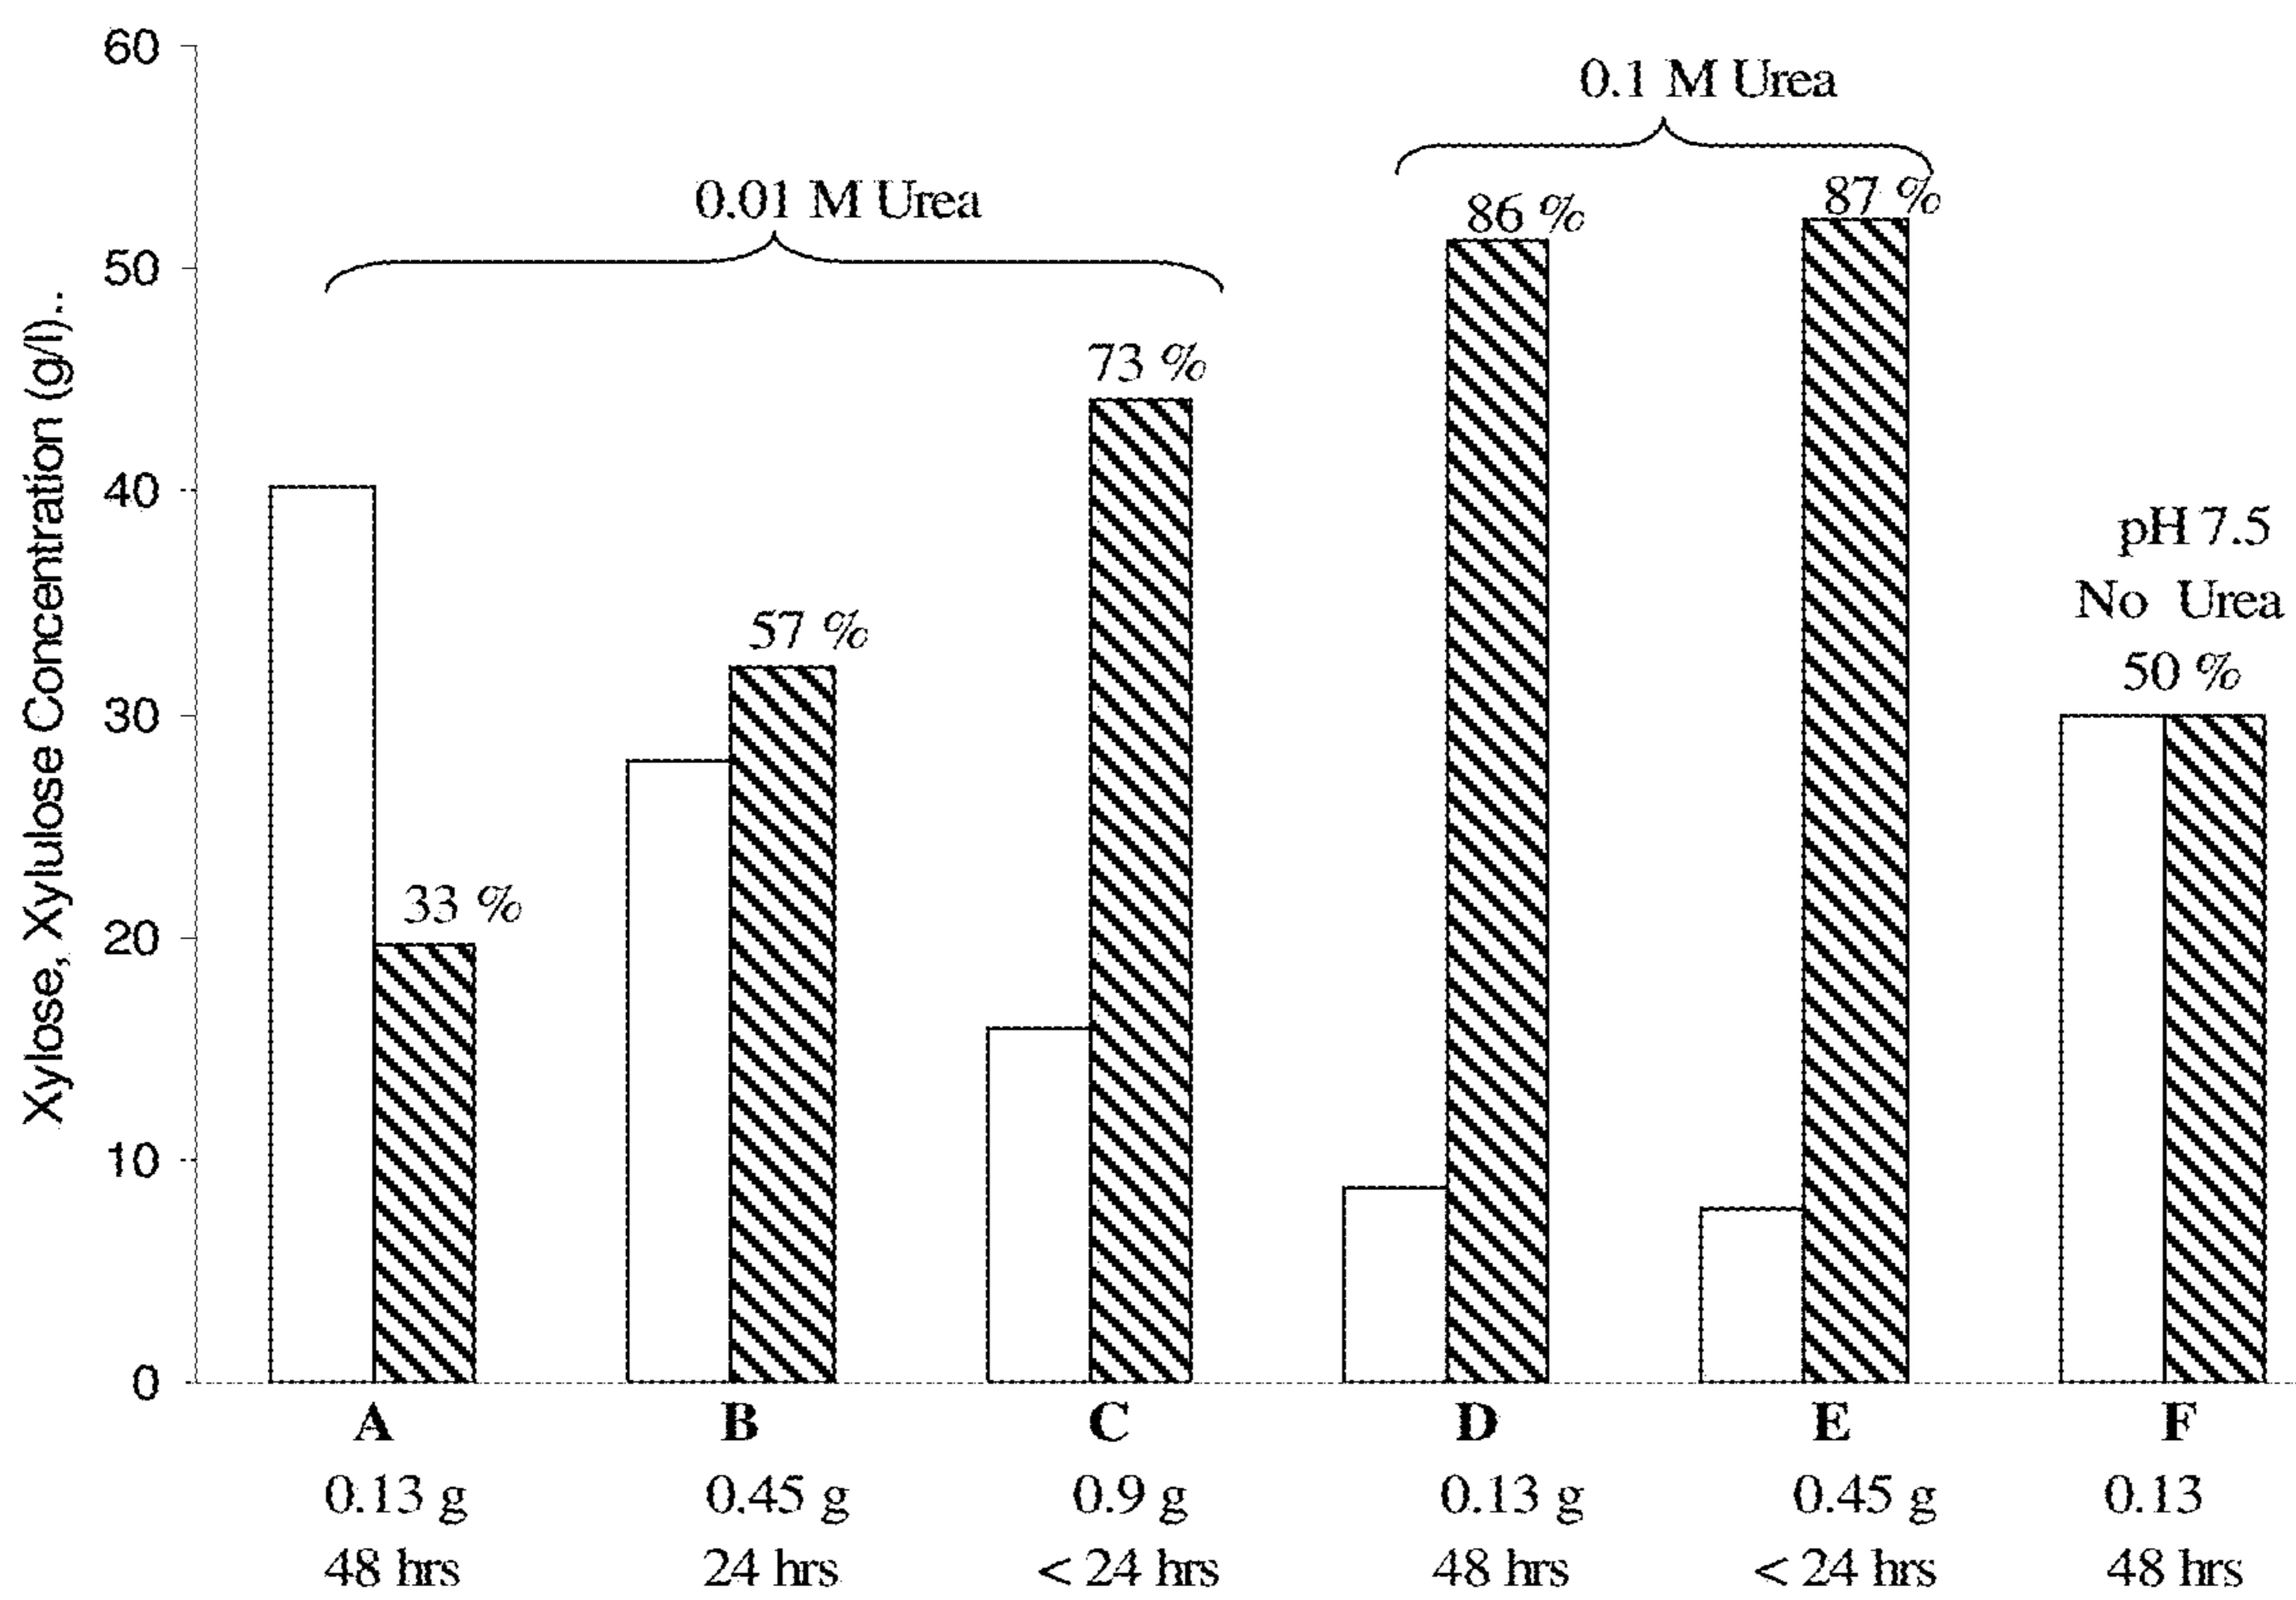 Xylose, Xylulose Concentration (g/l)..
60
50
40
30
20
10
0
0.01 M Urea
0.1 M Urea
33 %
57 %
73 %
86 %
87 %
pH 7.5
No Urea
50 %
A B C D E F
0.13 g 0.45 g 0.9 g 0.13 g 0.45 g 0.13
48 hrs 24 hrs < 24 hrs 48 hrs < 24 hrs 48 hrs